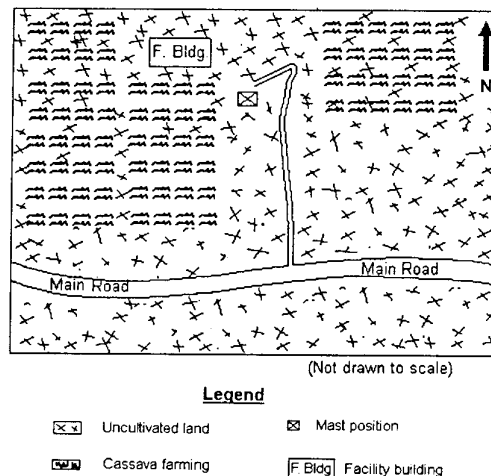 F. Bldg.
N
Main Road
Main Road
(Not drawn to scale)
Legend
Uncultivated land
Mast position
Cassava farming
F. Bldg
Facility building